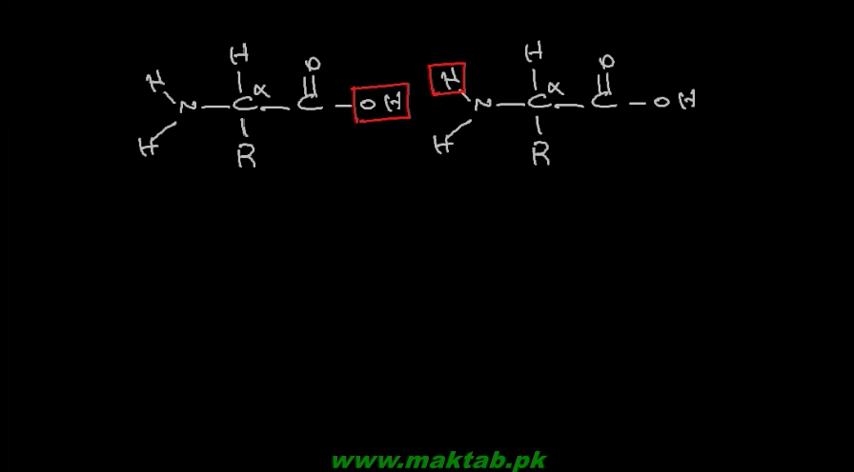 H H
H O H O
α α
N C C OH N C C OH
H R H R
www.maktab.pk